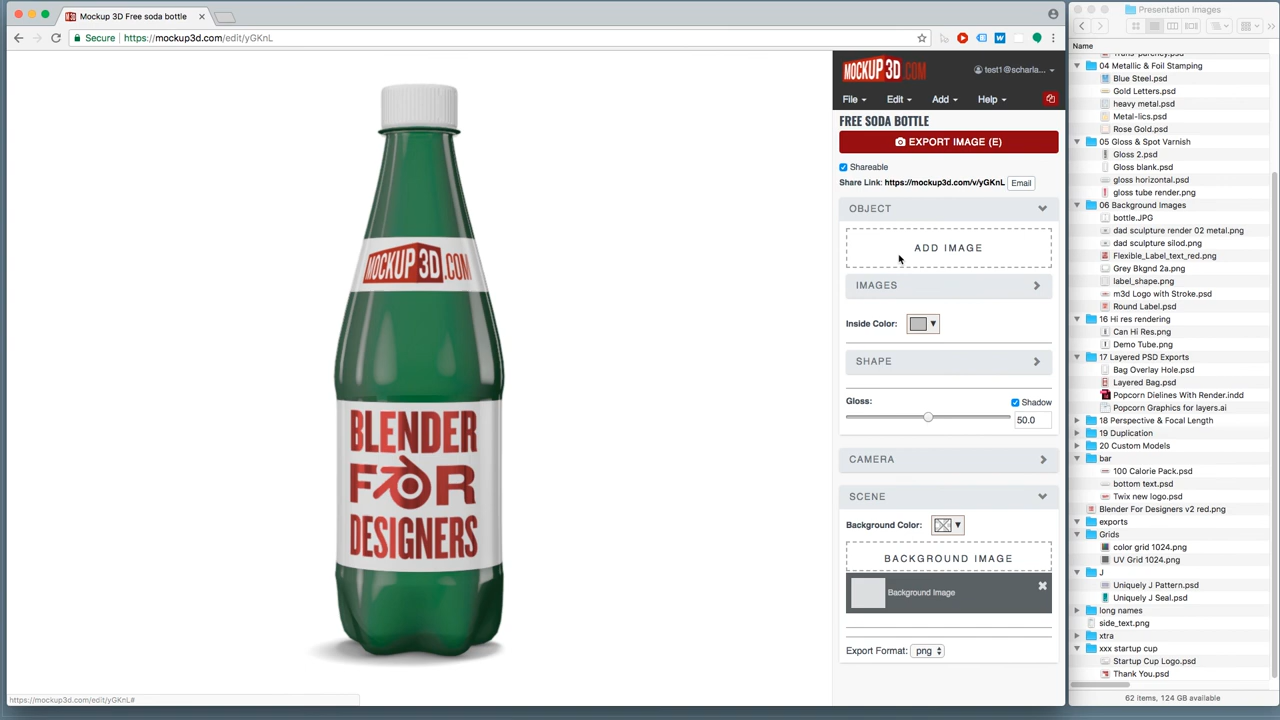 Mockup 3D Free soda bottle
Secure
https://mockup3d.com/edit/yGKnL
MOCKUP 3D.COM
BLENDER
FOR
DESIGNERS
MOCKUP 3D.COM
test1@scharla...
File
Edit
Add
Help
FREE SODA BOTTLE
EXPORT IMAGE (E)
Shareable
Share Link: https://mockup3d.com/v/yGKnL
Email
OBJECT
ADD IMAGE
IMAGES
Inside Color:
SHAPE
Gloss:
Shadow
50.0
CAMERA
SCENE
Background Color:
BACKGROUND IMAGE
Background Image
Export Format:
png
https://mockup3d.com/edit/yGKnL#
Presentation Images
Name
04 Metallic & Foil Stamping
Blue Steel.psd
Gold Letters.psd
heavy metal.psd
Metal-lics.psd
Rose Gold.psd
05 Gloss & Spot Varnish
Gloss 2.psd
Gloss blank.psd
gloss horizontal.psd
gloss tube render.png
06 Background Images
bottle.JPG
dad sculpture render 02 metal.png
dad sculpture silod.png
Flexible_Label_text_red.png
Grey Bkgnd 2a.png
label_shape.png
m3d Logo with Stroke.png
Round Label.png
16 Hi res rendering
Can Hi Res.png
Demo Tube.png
17 Layered PSD Exports
Bag Overlay Hole.psd
Layered Bag.psd
Popcorn Dielines With Render.indd
Popcorn Graphics for layers.ai
18 Perspective & Focal Length
19 Duplication
20 Custom Models
bar
100 Calorie Pack.psd
bottom text.psd
Twix new logo.psd
Blender For Designers v2 red.png
exports
Grids
color grid 1024.png
UV Grid 1024.png
J
Uniquely J Pattern.psd
Uniquely J Seal.psd
long names
side_text.png
xtra
xxx startup cup
Startup Cup Logo.psd
Thank You.psd
62 items, 124 GB available